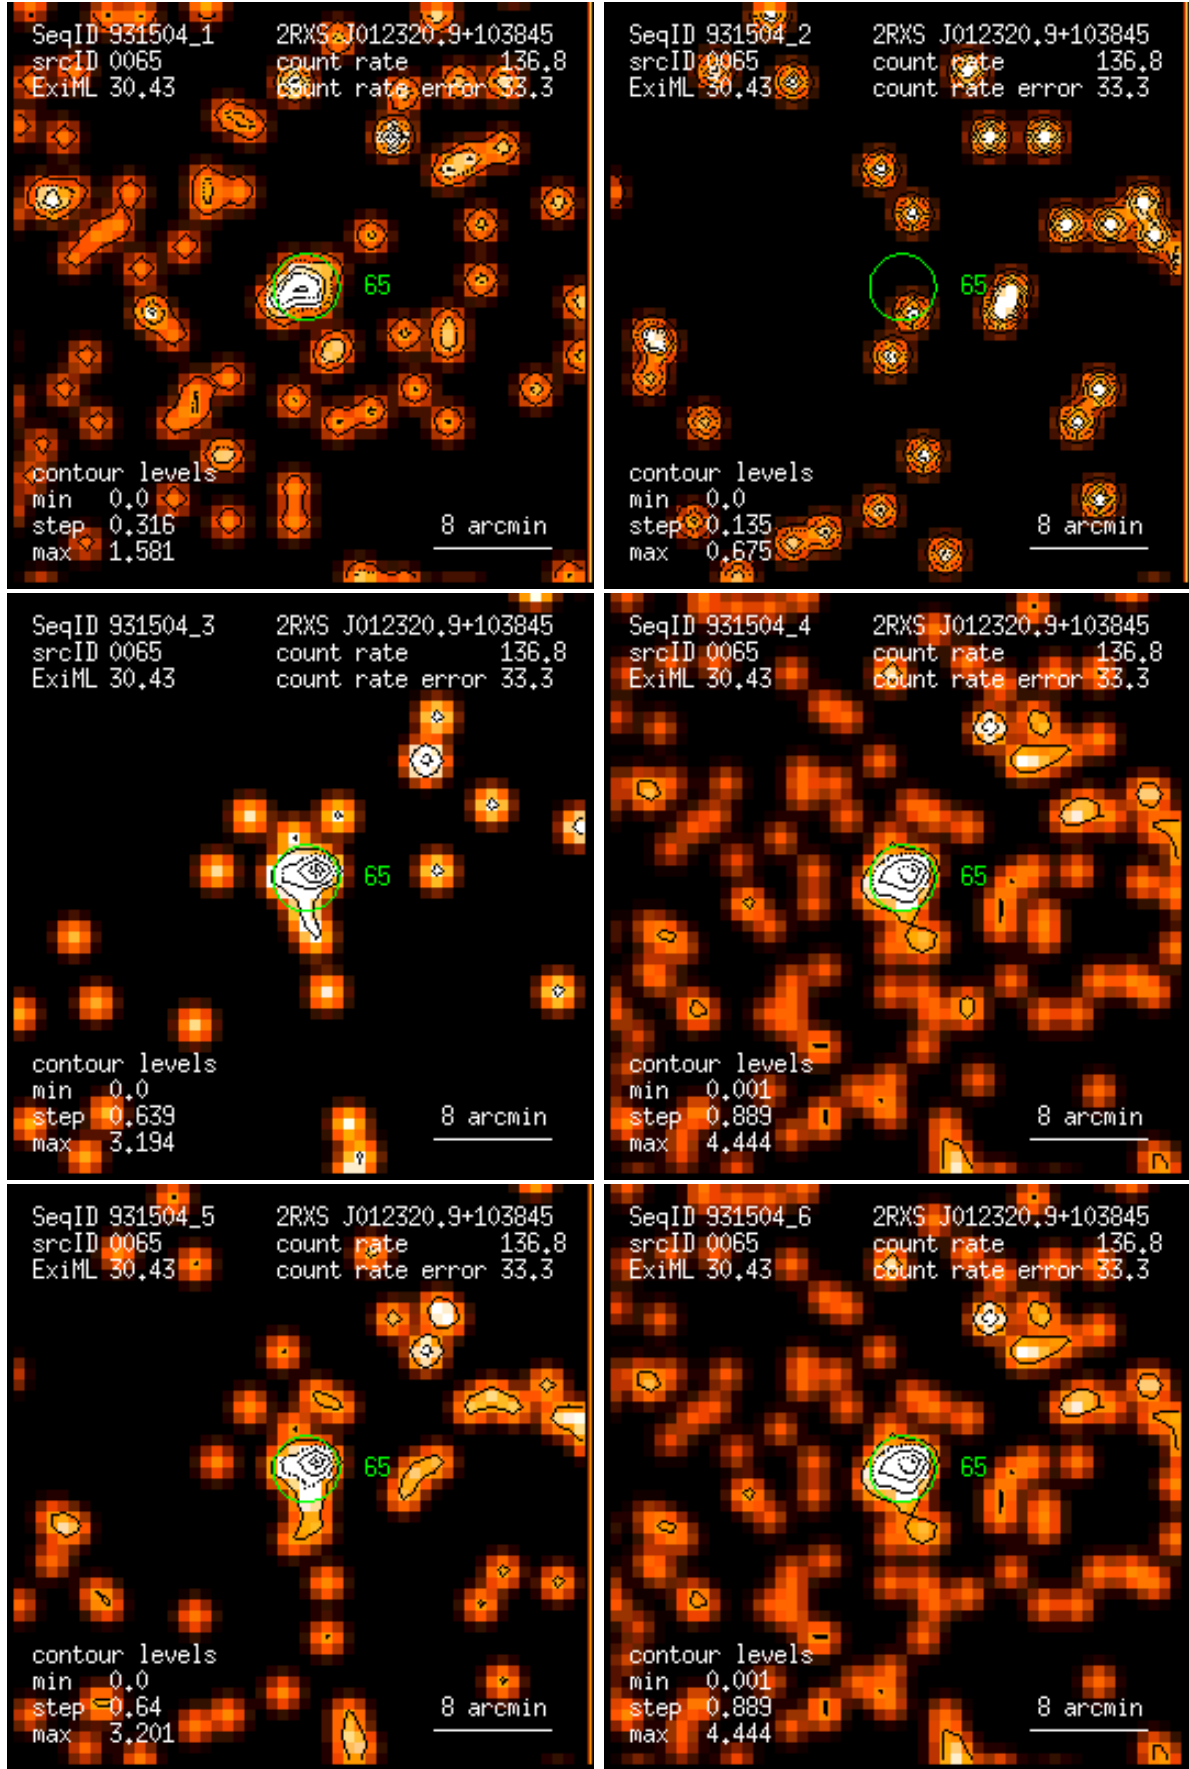 SeqID 931504_1 2RXS J012320.9+103845
srcID 0065 count rate 136.8
ExiML 30.43 count rate error 33.3
65
contour levels
min 0.0
step 0.316
max 1.581
8 arcmin
SeqID 931504_2 2RXS J012320.9+103845
srcID 0065 count rate 136.8
ExiML 30.43 count rate error 33.3
65
contour levels
min 0.0
step 0.135
max 0.675
8 arcmin
SeqID 931504_3 2RXS J012320.9+103845
srcID 0065 count rate 136.8
ExiML 30.43 count rate error 33.3
65
contour levels
min 0.0
step 0.639
max 3.194
8 arcmin
SeqID 931504_4 2RXS J012320.9+103845
srcID 0065 count rate 136.8
ExiML 30.43 count rate error 33.3
65
contour levels
min 0.001
step 0.889
max 4.444
8 arcmin
SeqID 931504_5 2RXS J012320.9+103845
srcID 0065 count rate 136.8
ExiML 30.43 count rate error 33.3
65
contour levels
min 0.0
step 0.64
max 3.201
8 arcmin
SeqID 931504_6 2RXS J012320.9+103845
srcID 0065 count rate 136.8
ExiML 30.43 count rate error 33.3
65
contour levels
min 0.001
step 0.889
max 4.444
8 arcmin